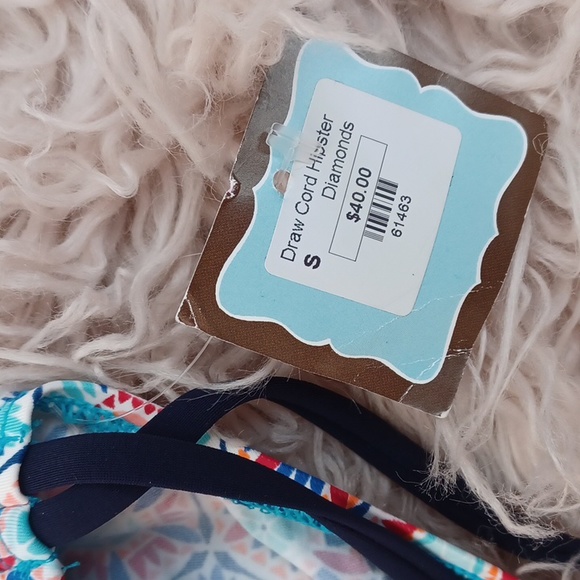 Draw Cord Hipster
Diamonds
S
$40.00
61463